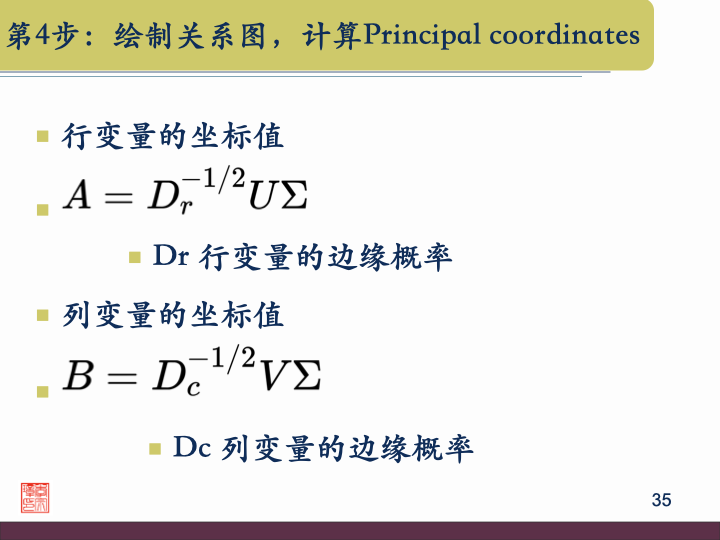 第4步：绘制关系图，计算Principal coordinates
行变量的坐标值
A = D_r^{-1/2}UΣ
Dr 行变量的边缘概率
列变量的坐标值
B = D_c^{-1/2}VΣ
Dc 列变量的边缘概率
35